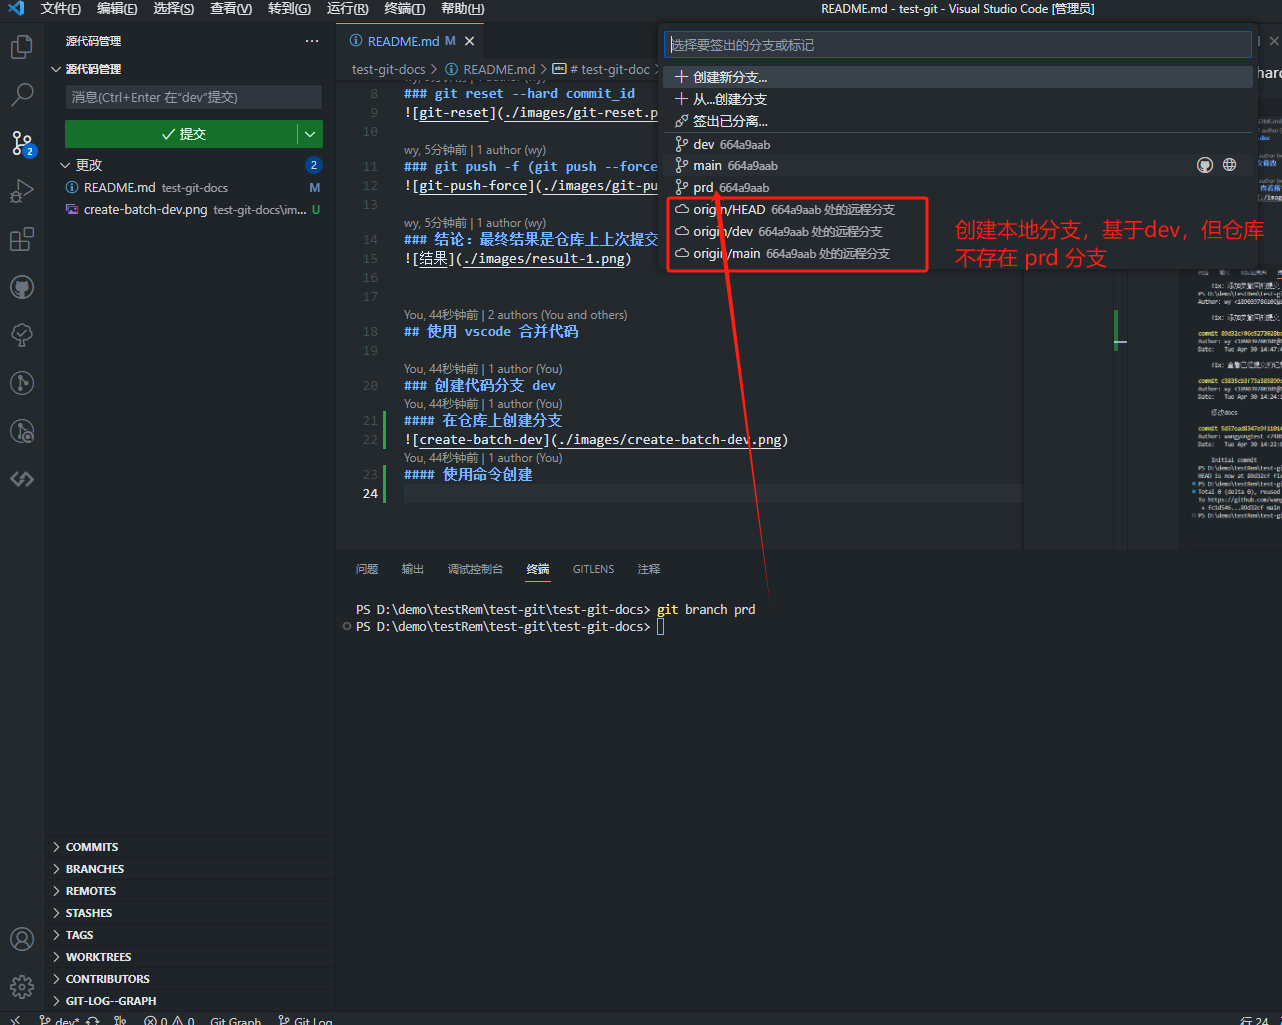 文件(F) 编辑(E) 选择(S) 查看(V) 转到(G) 运行(R) 终端(T) 帮助(H) README.md - test-git - Visual Studio Code [管理员]
源代码管理 ···
README.md M
选择要签出的分支或标记
源代码管理
test-git-docs > README.md > # test-git-doc
消息(Ctrl+Enter 在"dev"提交)
提交
更改 2
README.md test-git-docs M
create-batch-dev.png test-git-docs\im... U
2
创建新分支...
从...创建分支
签出已分离...
dev 664a9aab
main 664a9aab
prd 664a9aab
origin/HEAD 664a9aab 处的远程分支
origin/dev 664a9aab 处的远程分支
origin/main 664a9aab 处的远程分支
创建本地分支，基于dev，但仓库
不存在 prd 分支
8 ### git reset --hard commit_id
9 ![git-reset](./images/git-reset.p
10
wy, 5分钟前 | 1 author (wy)
11 ### git push -f (git push --force
12 ![git-push-force](./images/git-pu
13
wy, 5分钟前 | 1 author (wy)
14 ### 结论：最终结果是仓库上上次提交
15 ![结果](./images/result-1.png)
16
17
You, 44秒钟前 | 2 authors (You and others)
18 ## 使用 vscode 合并代码
19
You, 44秒钟前 | 1 author (You)
20 ### 创建代码分支 dev
You, 44秒钟前 | 1 author (You)
21 #### 在仓库上创建分支
22 ![create-batch-dev](./images/create-batch-dev.png)
You, 44秒钟前 | 1 author (You)
23 #### 使用命令创建
24
Initial commit
问题 输出 调试控制台 终端 GITLENS 注释
PS D:\demo\testRem\test-git\test-git-docs> git branch prd
PS D:\demo\testRem\test-git\test-git-docs>
COMMITS
BRANCHES
REMOTES
STASHES
TAGS
WORKTREES
CONTRIBUTORS
GIT-LOG--GRAPH
dev* 0 0 Git Graph Git Log 行 24